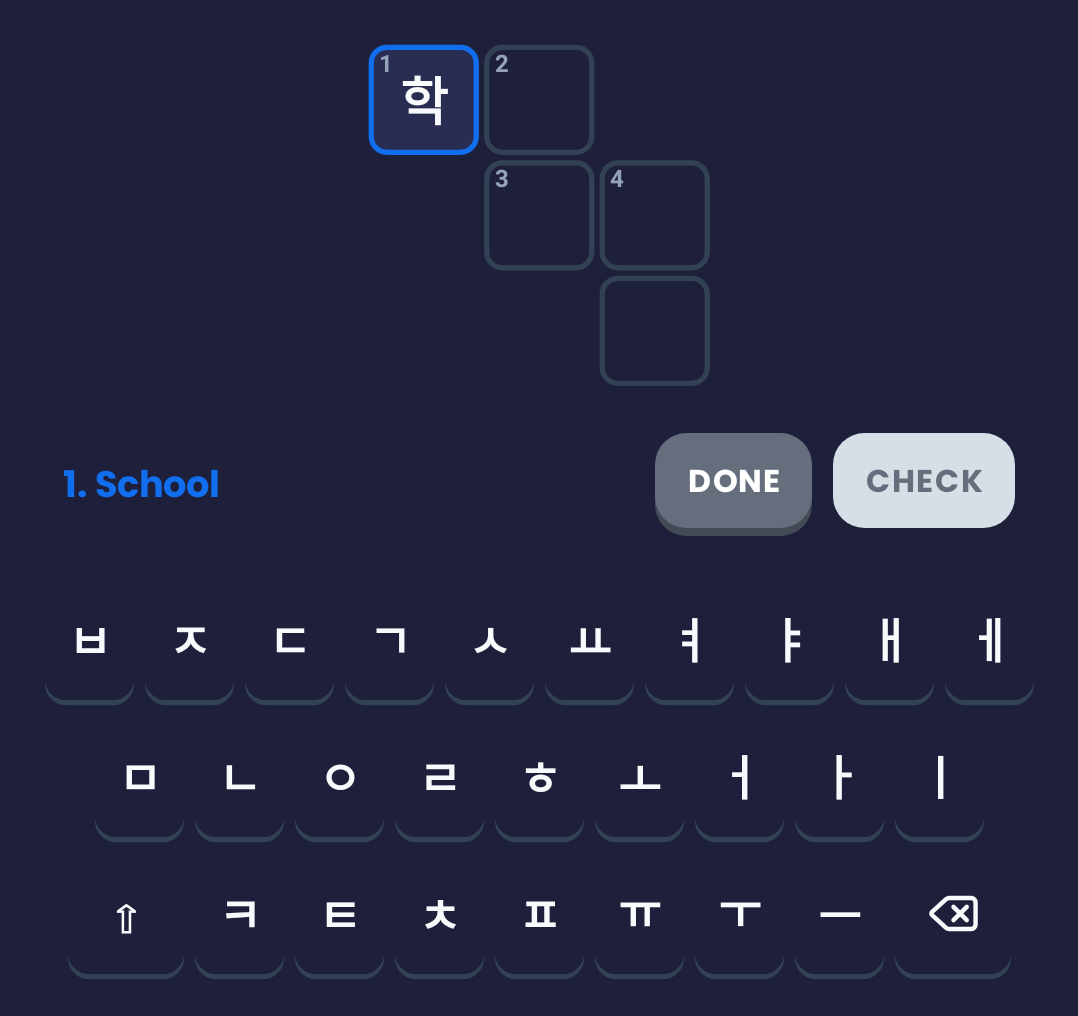 1 학 2
3 4
1. School DONE CHECK
ㅂ ㅈ ㄷ ㄱ ㅅ ㅛ ㅕ ㅑ ㅐ ㅔ
ㅁ ㄴ ㅇ ㄹ ㅎ ㅗ ㅓ ㅏ ㅣ
⇧ ㅋ ㅌ ㅊ ㅍ ㅠ ㅜ ㅡ